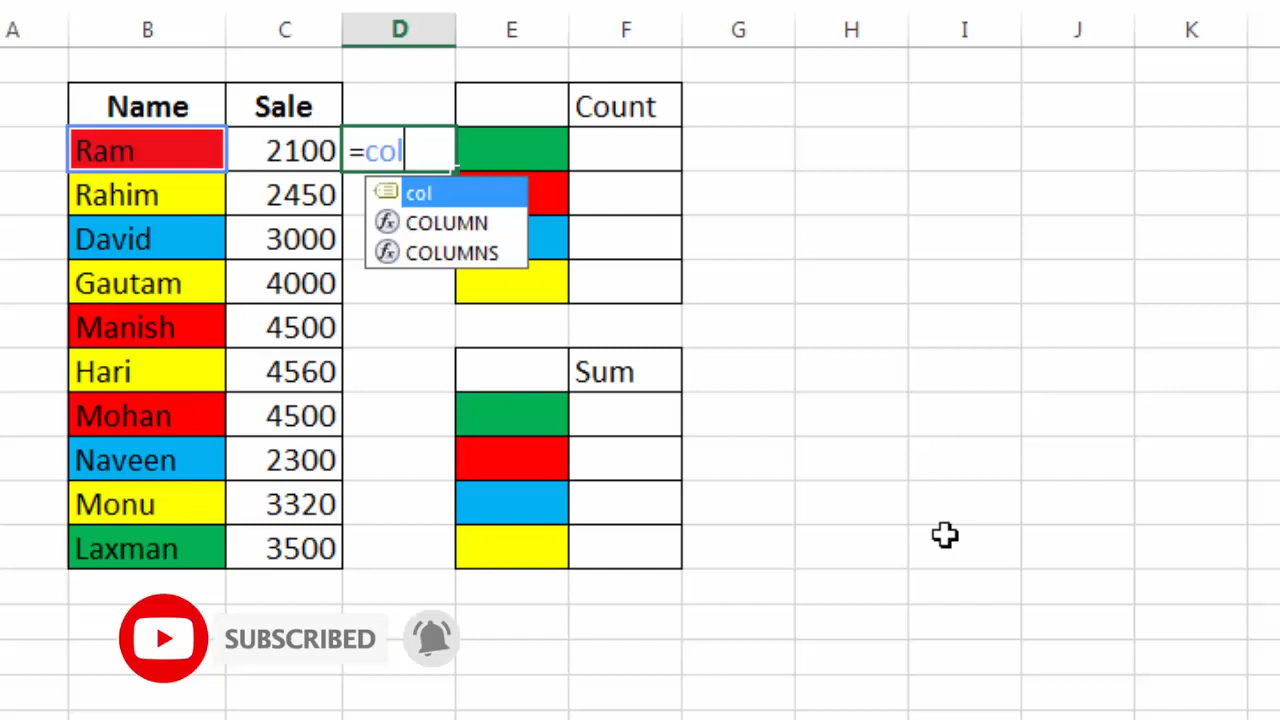 A B C D E F G H I J K
Name Sale Count
Ram 2100 =col
Rahim 2450 col
COLUMN
David 3000
COLUMNS
Gautam 4000
Manish 4500
Hari 4560 Sum
Mohan 4500
Naveen 2300
Monu 3320
Laxman 3500
SUBSCRIBED